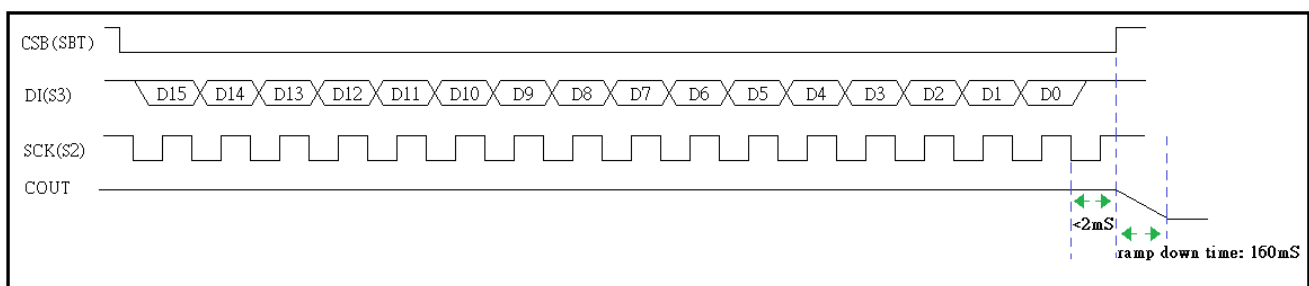 CSB(SBT)
DI(S3) D15 D14 D13 D12 D11 D10 D9 D8 D7 D6 D5 D4 D3 D2 D1 D0
SCK(S2)
COUT
<2mS
ramp down time: 160mS